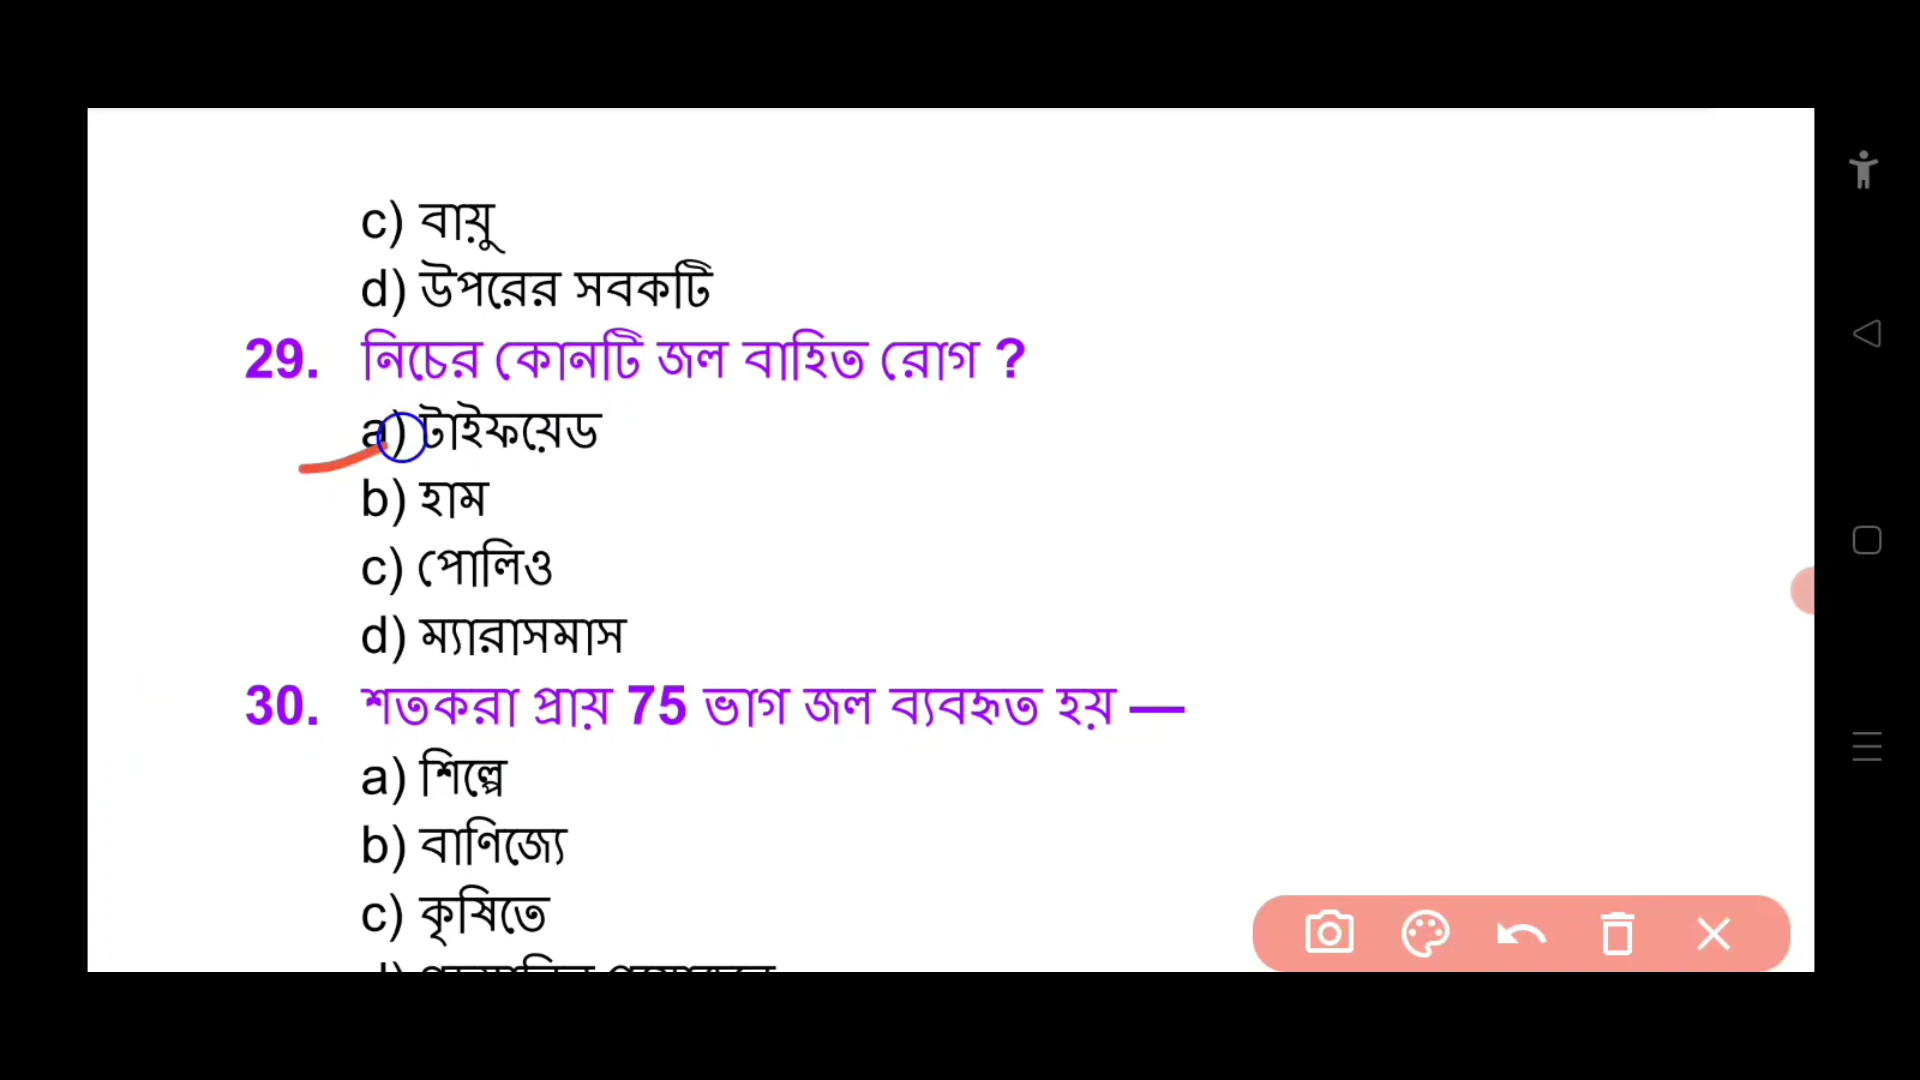 c) বায়ু
d) উপরের সবকটি
29. নিচের কোনটি জল বাহিত রোগ ?
a) টাইফয়েড
b) হাম
c) পোলিও
d) ম্যারাসমাস
30. শতকরা প্রায় 75 ভাগ জল ব্যবহৃত হয় —
a) শিল্পে
b) বাণিজ্যে
c) কৃষিতে